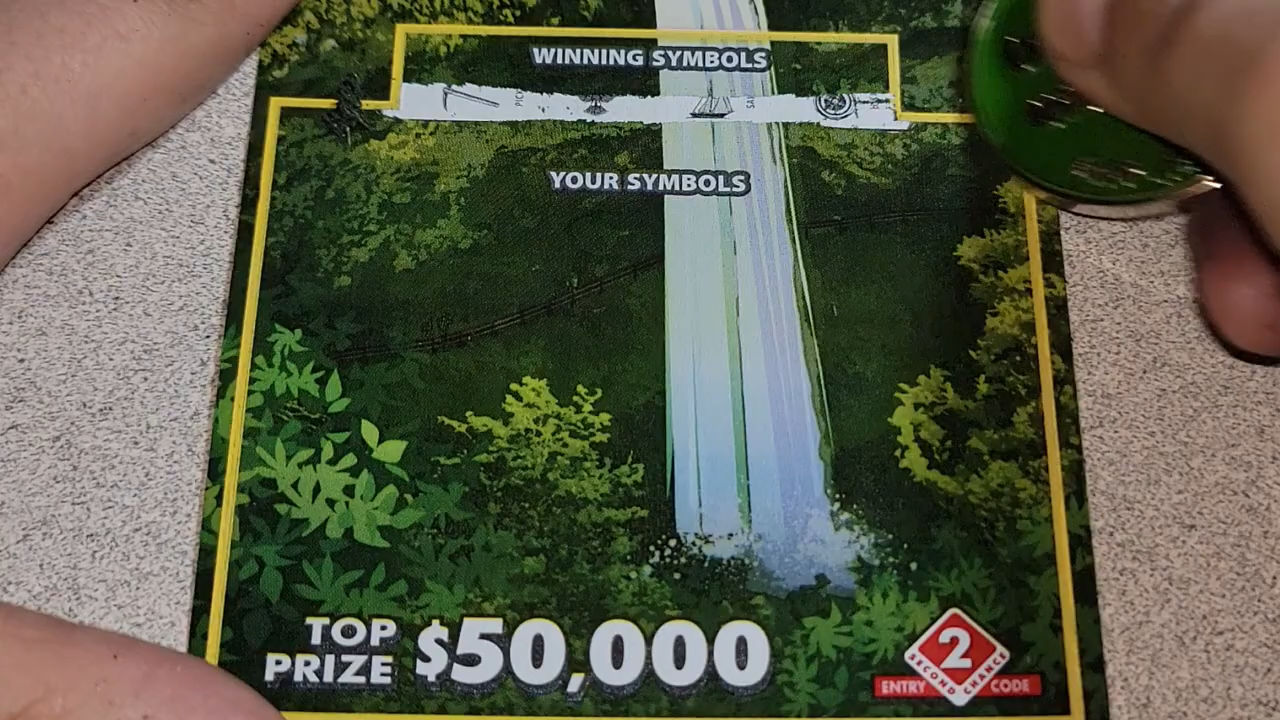 WINNING SYMBOLS
YOUR SYMBOLS
TOP
PRIZE $50,000
2
SECOND CHANCE
ENTRY CODE